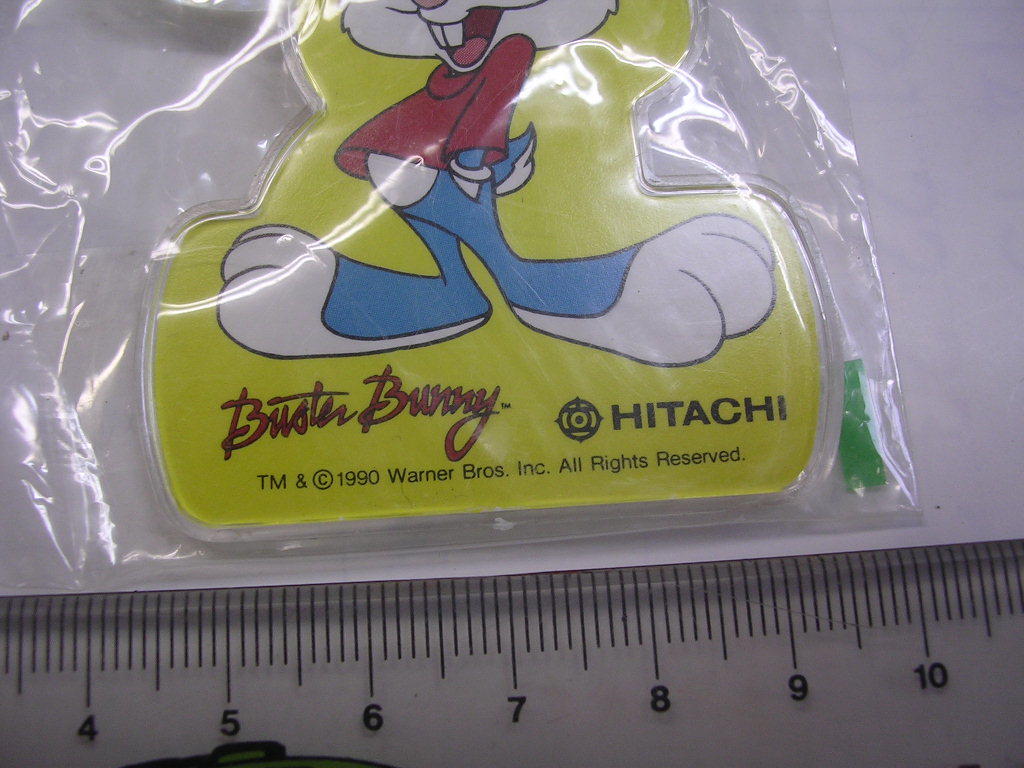 Buster Bunny™
HITACHI
TM & ©1990 Warner Bros. Inc. All Rights Reserved.
4 5 6 7 8 9 10